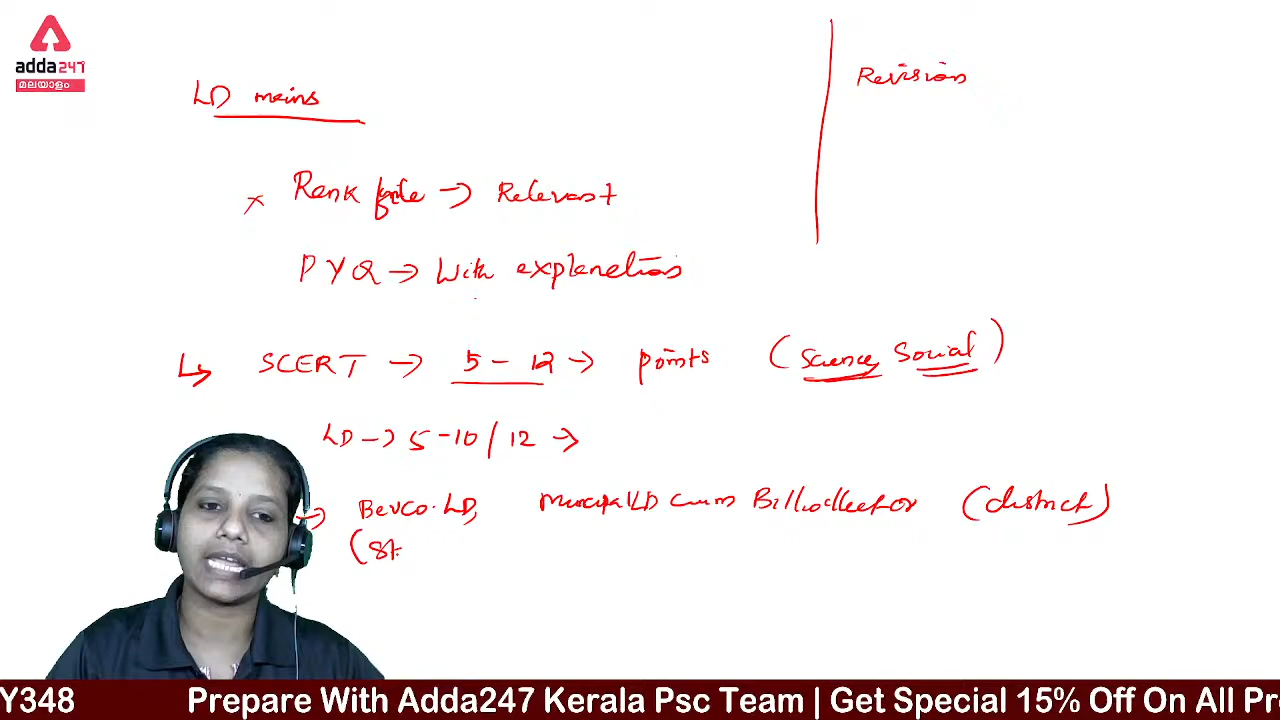 adda247
മലയാളം
LD mains
Revision
x Rank file → Relevant
PYQ → With explanations
↳ SCERT → 5 - 12 → points (Science, Social)
LD → 5-10/12 →
→ Bevco. LD, LD cum Bill collector (district)
(St
Y348 Prepare With Adda247 Kerala Psc Team | Get Special 15% Off On All Pr